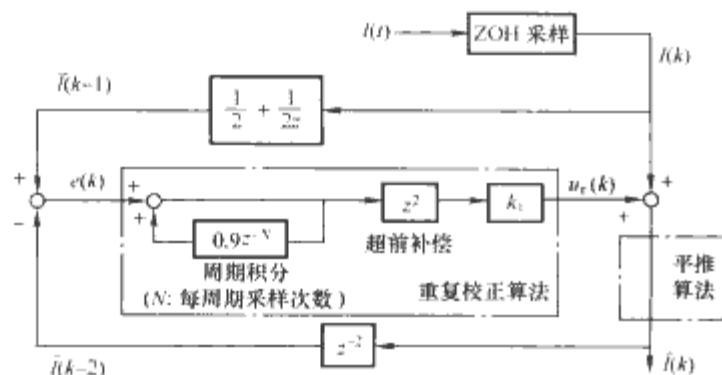 l(t)
ZOH 采样
l(k)
l̄(k-1)
1/2 + 1/2z
+
e(k)
+
+
-
0.9z^{-N}
周期积分
(N: 每周期采样次数)
z²
超前补偿
k_r
u_r(k)
重复校正算法
+
+
平推
算法
z^{-2}
l̄(k-2)
l̂(k)